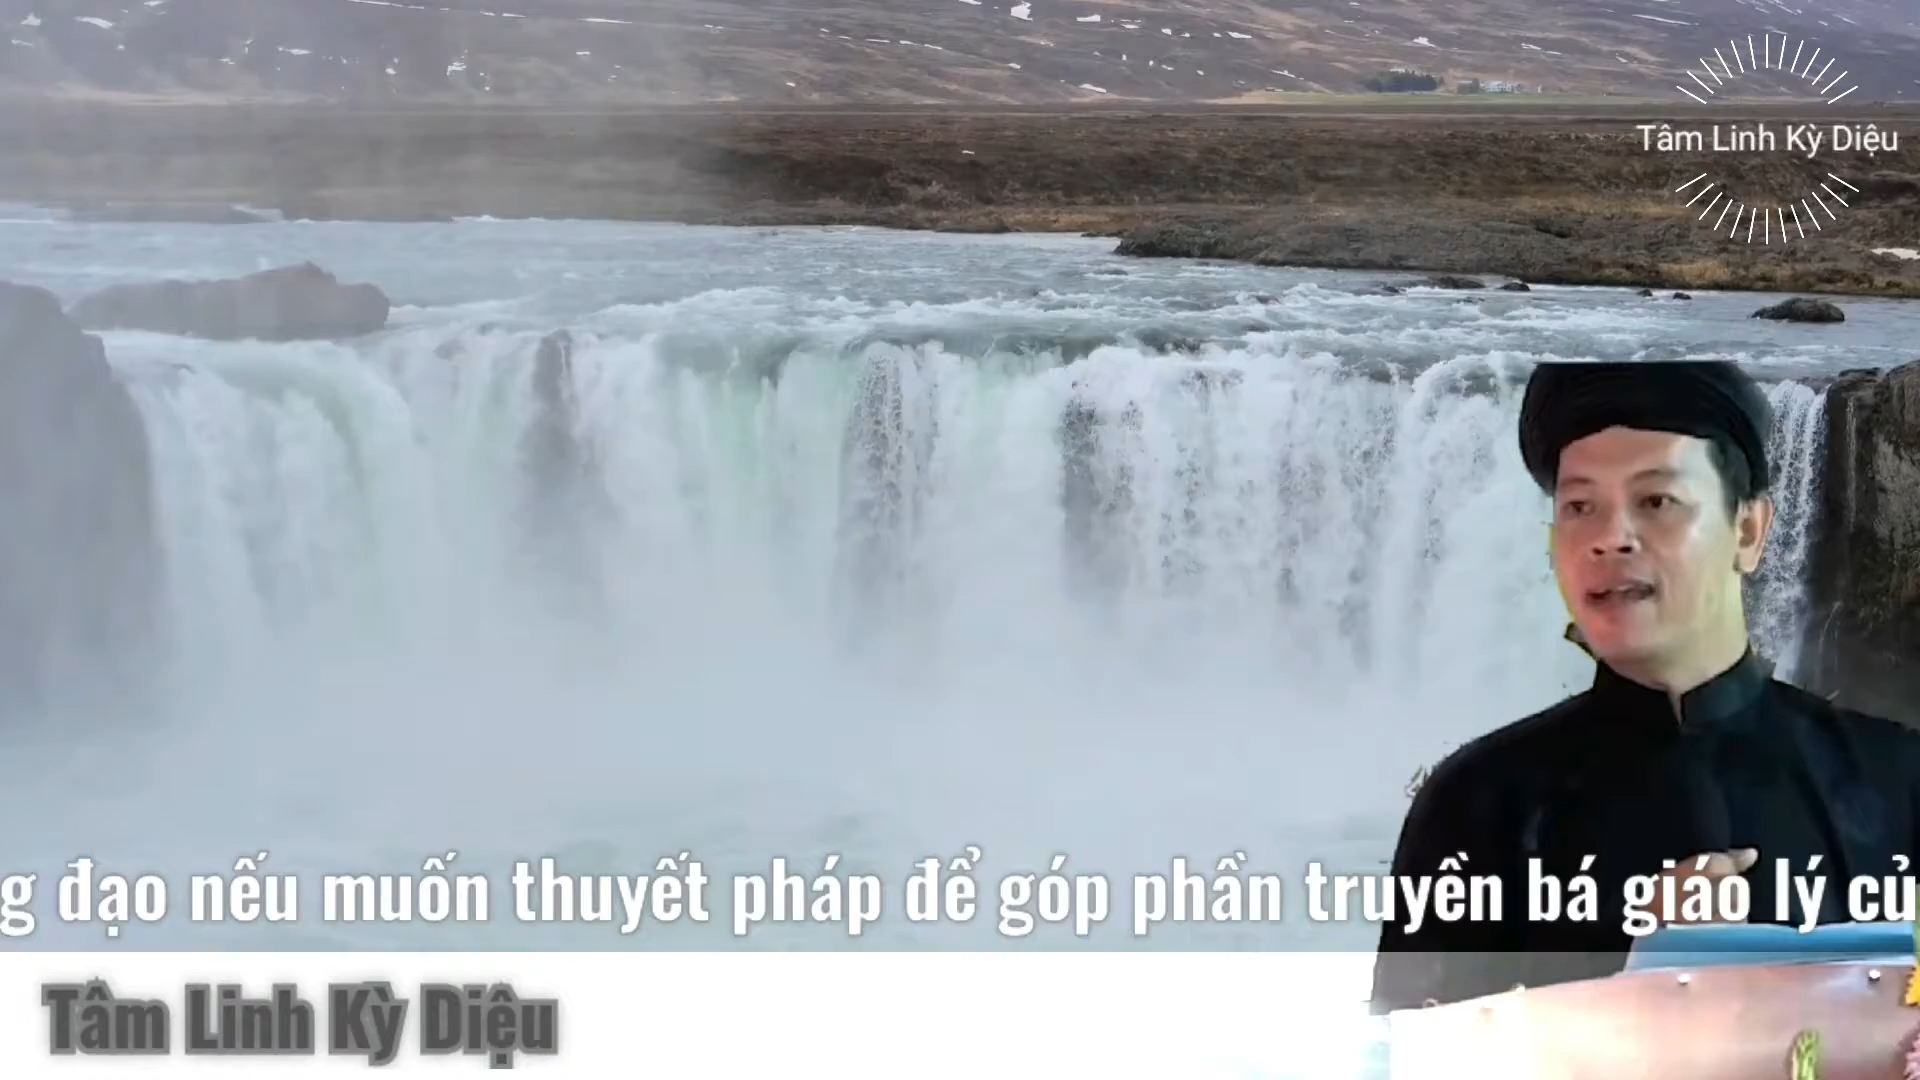 Tâm Linh Kỳ Diệu
đạo nếu muốn thuyết pháp để góp phần truyền bá giáo lý
Tâm Linh Kỳ Diệu